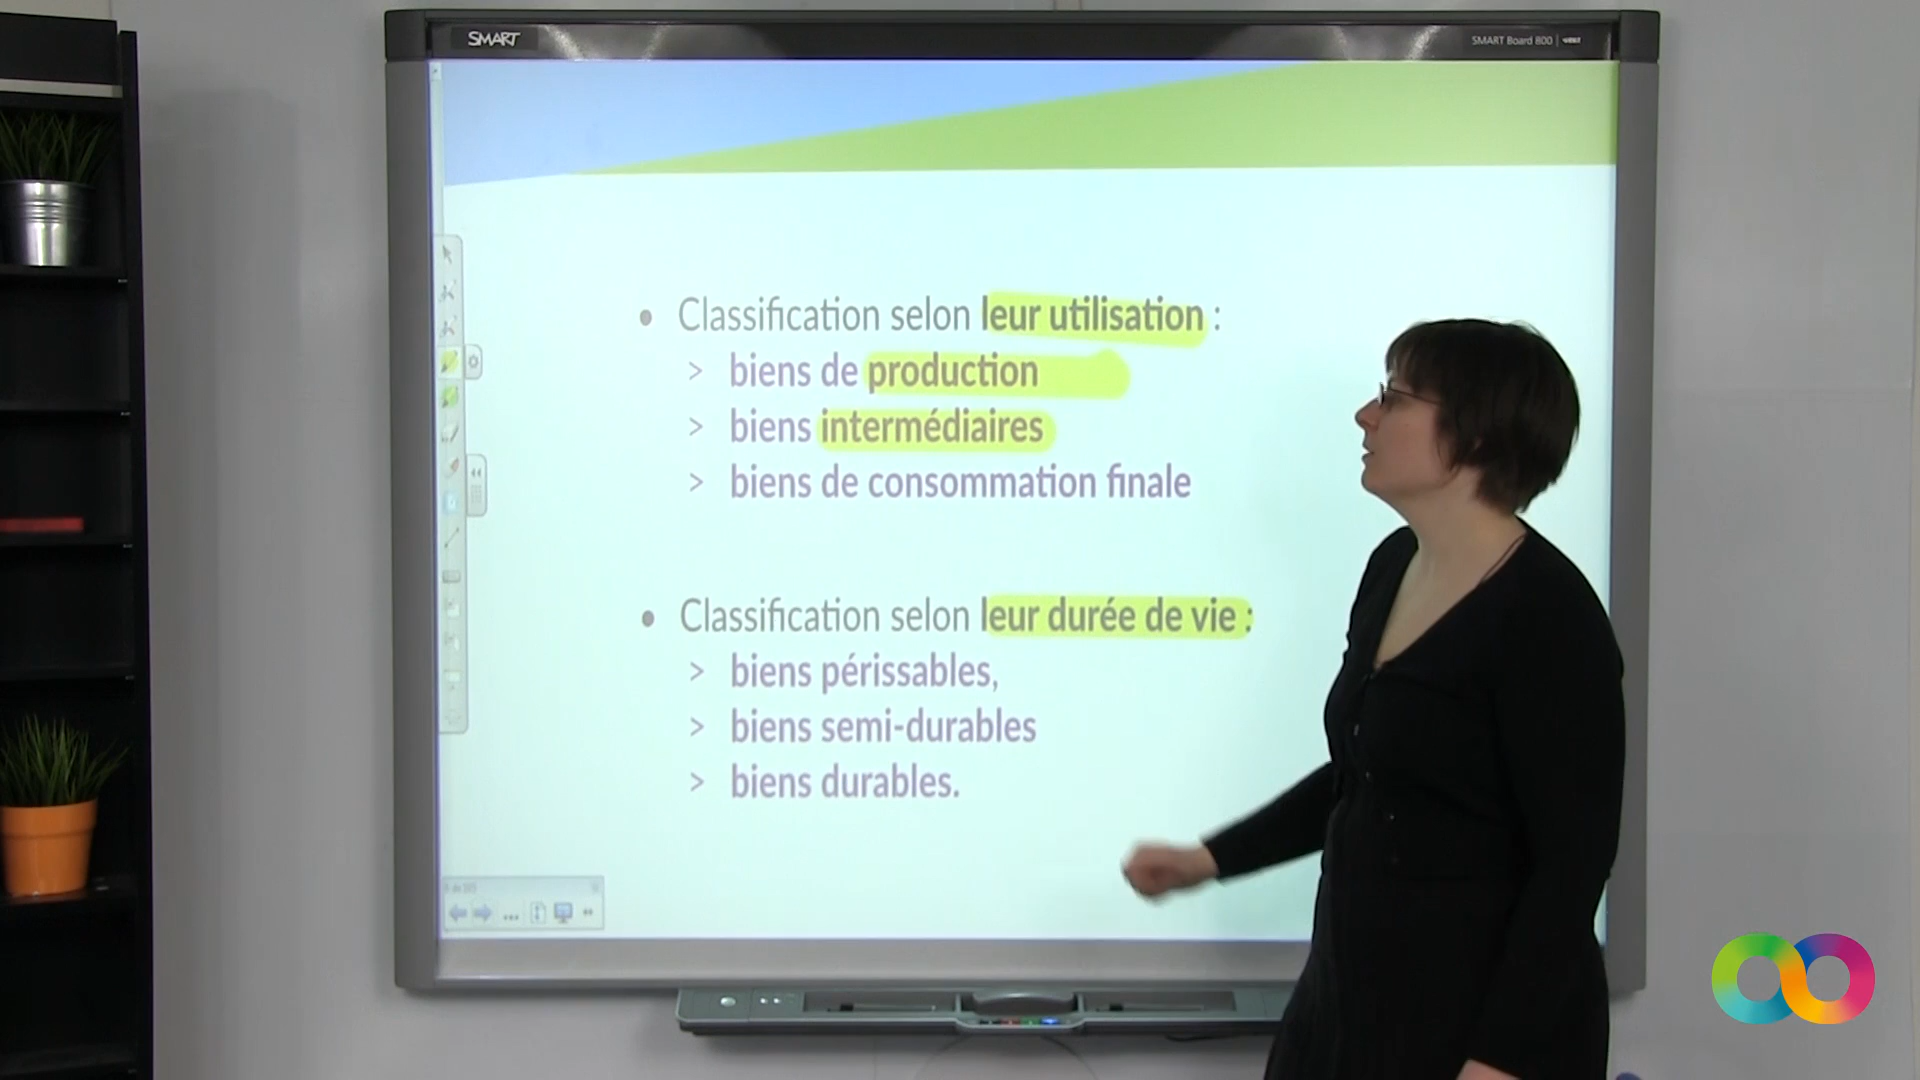 SMART
SMART Board 800
• Classification selon leur utilisation :
> biens de production
> biens intermédiaires
> biens de consommation finale
• Classification selon leur durée de vie :
> biens périssables,
> biens semi-durables
> biens durables.